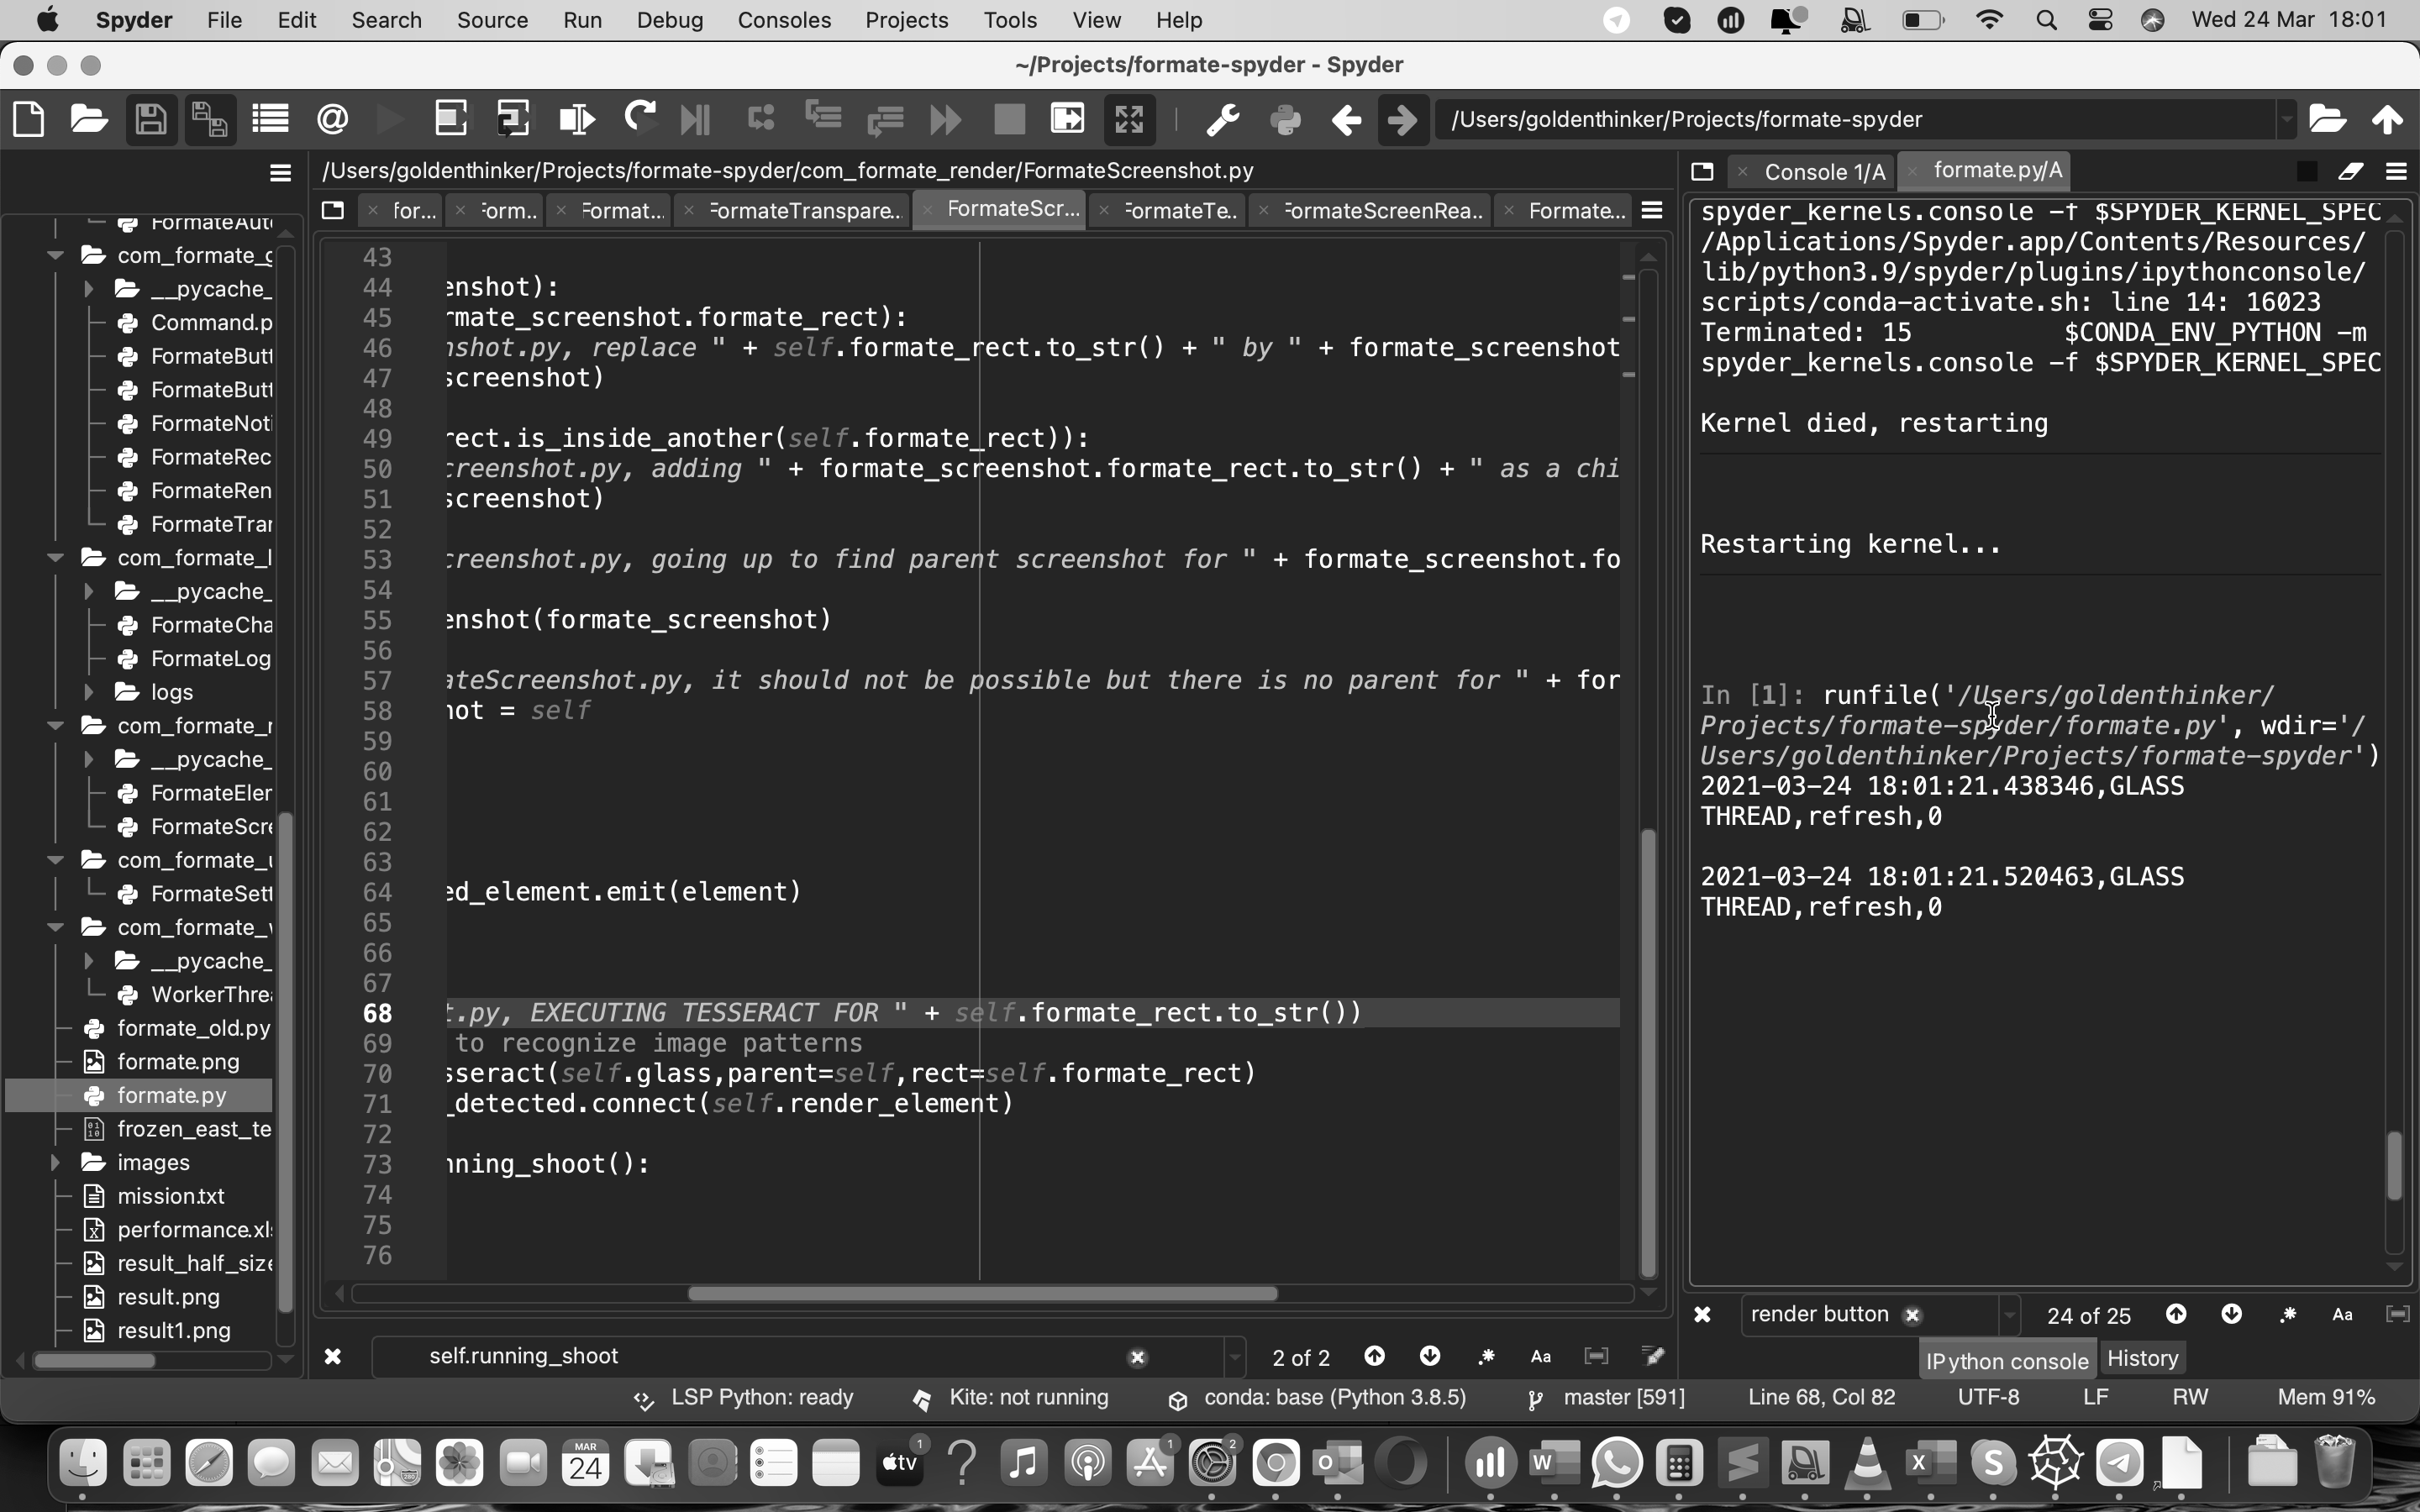 Spyder File Edit Search Source Run Debug Consoles Projects Tools View Help Wed 24 Mar 18:01
~/Projects/formate-spyder - Spyder
/Users/goldenthinker/Projects/formate-spyder
/Users/goldenthinker/Projects/formate-spyder/com_formate_render/FormateScreenshot.py
for... Form... Format... FormateTranspare... FormateScr... FormateTe... FormateScreenRea... Formate...
Console 1/A formate.py/A
FormateAut
com_formate_g
__pycache_
Command.p
FormateButt
FormateButt
FormateNoti
FormateRec
FormateRen
FormateTrar
com_formate_l
__pycache_
FormateCha
FormateLog
logs
com_formate_r
__pycache_
FormateElen
FormateScre
com_formate_u
FormateSett
com_formate_w
__pycache_
WorkerThrea
formate_old.py
formate.png
formate.py
frozen_east_te
images
mission.txt
performance.xls
result_half_size
result.png
result1.png
43
44 enshot):
45 rmate_screenshot.formate_rect):
46 nshot.py, replace " + self.formate_rect.to_str() + " by " + formate_screenshot
47 screenshot)
48
49 rect.is_inside_another(self.formate_rect)):
50 creenshot.py, adding " + formate_screenshot.formate_rect.to_str() + " as a chi
51 screenshot)
52
53 creenshot.py, going up to find parent screenshot for " + formate_screenshot.fo
54
55 enshot(formate_screenshot)
56
57 ateScreenshot.py, it should not be possible but there is no parent for " + for
58 hot = self
59
60
61
62
63
64 ed_element.emit(element)
65
66
67
68 t.py, EXECUTING TESSERACT FOR " + self.formate_rect.to_str())
69 to recognize image patterns
70 sseract(self.glass,parent=self,rect=self.formate_rect)
71 _detected.connect(self.render_element)
72
73 nning_shoot():
74
75
76
self.running_shoot 2 of 2 .* Aa
spyder_kernels.console -f $SPYDER_KERNEL_SPEC
/Applications/Spyder.app/Contents/Resources/
lib/python3.9/spyder/plugins/ipythonconsole/
scripts/conda-activate.sh: line 14: 16023
Terminated: 15 $CONDA_ENV_PYTHON -m
spyder_kernels.console -f $SPYDER_KERNEL_SPEC
Kernel died, restarting
Restarting kernel...
In [1]: runfile('/Users/goldenthinker/
Projects/formate-spyder/formate.py', wdir='/
Users/goldenthinker/Projects/formate-spyder')
2021-03-24 18:01:21.438346,GLASS
THREAD,refresh,0
2021-03-24 18:01:21.520463,GLASS
THREAD,refresh,0
render button 24 of 25 .* Aa
IPython console History
LSP Python: ready Kite: not running conda: base (Python 3.8.5) master [591] Line 68, Col 82 UTF-8 LF RW Mem 91%
MAR
24
tv 1 1 2